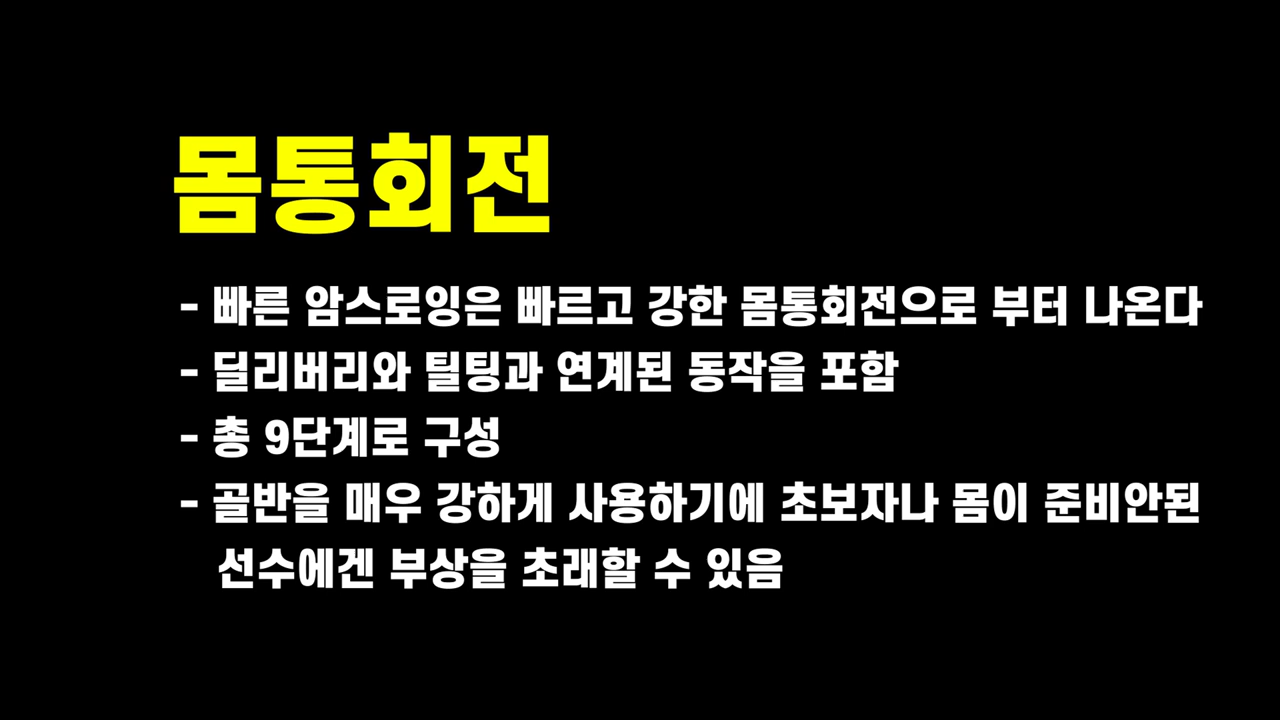 몸통회전
- 빠른 암스로잉은 빠르고 강한 몸통회전으로 부터 나온다
- 딜리버리와 틸팅과 연계된 동작을 포함
- 총 9단계로 구성
- 골반을 매우 강하게 사용하기에 초보자나 몸이 준비안된
선수에겐 부상을 초래할 수 있음